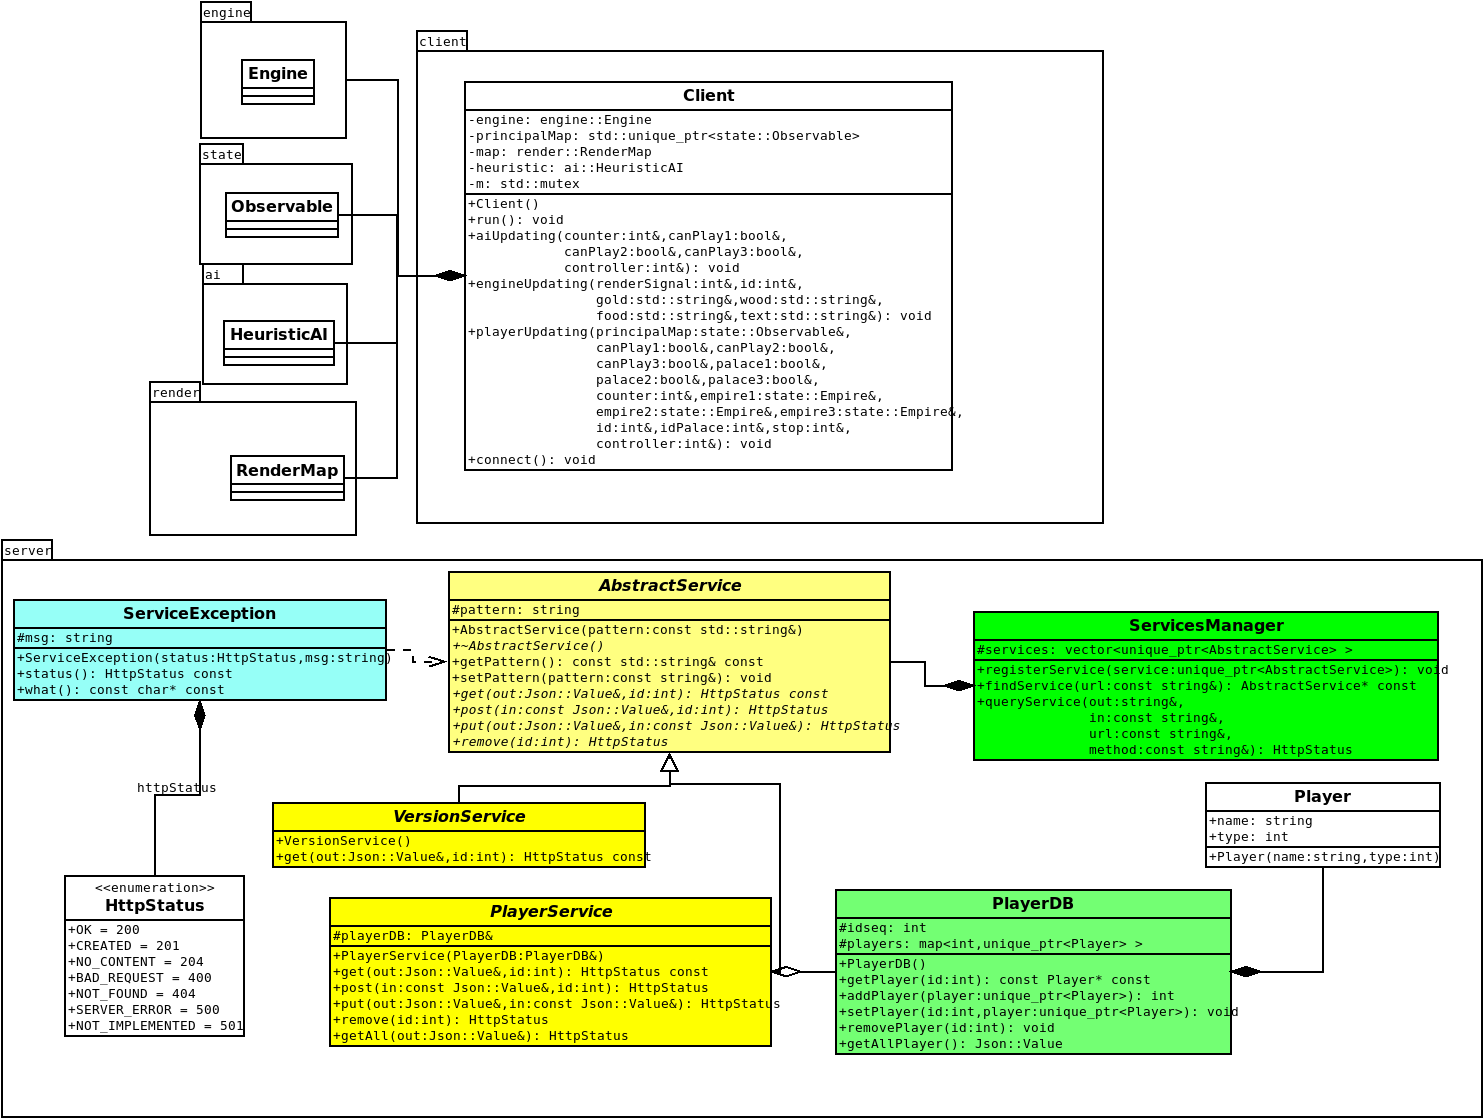 engine
Engine
state
Observable
ai
HeuristicAI
render
RenderMap
client
Client
-engine: engine::Engine
-principalMap: std::unique_ptr<state::Observable>
-map: render::RenderMap
-heuristic: ai::HeuristicAI
-m: std::mutex
+Client()
+run(): void
+aiUpdating(counter:int&,canPlay1:bool&,
canPlay2:bool&,canPlay3:bool&,
controller:int&): void
+engineUpdating(renderSignal:int&,id:int&,
gold:std::string&,wood:std::string&,
food:std::string&,text:std::string&): void
+playerUpdating(principalMap:state::Observable&,
canPlay1:bool&,canPlay2:bool&,
canPlay3:bool&,palace1:bool&,
palace2:bool&,palace3:bool&,
counter:int&,empire1:state::Empire&,
empire2:state::Empire&,empire3:state::Empire&,
id:int&,idPalace:int&,stop:int&,
controller:int&): void
+connect(): void
server
ServiceException
#msg: string
+ServiceException(status:HttpStatus,msg:string)
+status(): HttpStatus const
+what(): const char* const
AbstractService
#pattern: string
+AbstractService(pattern:const std::string&)
+~AbstractService()
+getPattern(): const std::string& const
+setPattern(pattern:const string&): void
+get(out:Json::Value&,id:int): HttpStatus const
+post(in:const Json::Value&,id:int): HttpStatus
+put(out:Json::Value&,in:const Json::Value&): HttpStatus
+remove(id:int): HttpStatus
ServicesManager
#services: vector<unique_ptr<AbstractService> >
+registerService(service:unique_ptr<AbstractService>): void
+findService(url:const string&): AbstractService* const
+queryService(out:string&,
in:const string&,
url:const string&,
method:const string&): HttpStatus
httpStatus
<<enumeration>>
HttpStatus
+OK = 200
+CREATED = 201
+NO_CONTENT = 204
+BAD_REQUEST = 400
+NOT_FOUND = 404
+SERVER_ERROR = 500
+NOT_IMPLEMENTED = 501
VersionService
+VersionService()
+get(out:Json::Value&,id:int): HttpStatus const
PlayerService
#playerDB: PlayerDB&
+PlayerService(PlayerDB:PlayerDB&)
+get(out:Json::Value&,id:int): HttpStatus const
+post(in:const Json::Value&,id:int): HttpStatus
+put(out:Json::Value&,in:const Json::Value&): HttpStatus
+remove(id:int): HttpStatus
+getAll(out:Json::Value&): HttpStatus
Player
+name: string
+type: int
+Player(name:string,type:int)
PlayerDB
#idseq: int
#players: map<int,unique_ptr<Player> >
+PlayerDB()
+getPlayer(id:int): const Player* const
+addPlayer(player:unique_ptr<Player>): int
+setPlayer(id:int,player:unique_ptr<Player>): void
+removePlayer(id:int): void
+getAllPlayer(): Json::Value